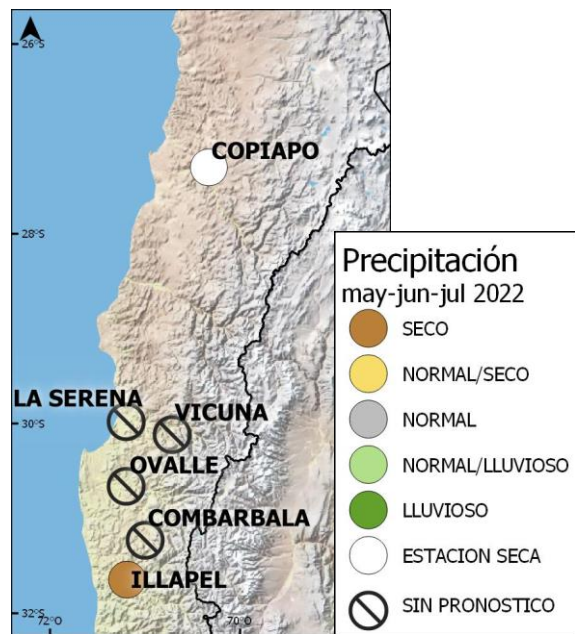 26°S
COPIAPO
28°S
LA SERENA
VICUNA
30°S
OVALLE
COMBARBALA
ILLAPEL
32°S
72°O
70°O
Precipitación
may-jun-jul 2022
SECO
NORMAL/SECO
NORMAL
NORMAL/LLUVIOSO
LLUVIOSO
ESTACION SECA
SIN PRONOSTICO